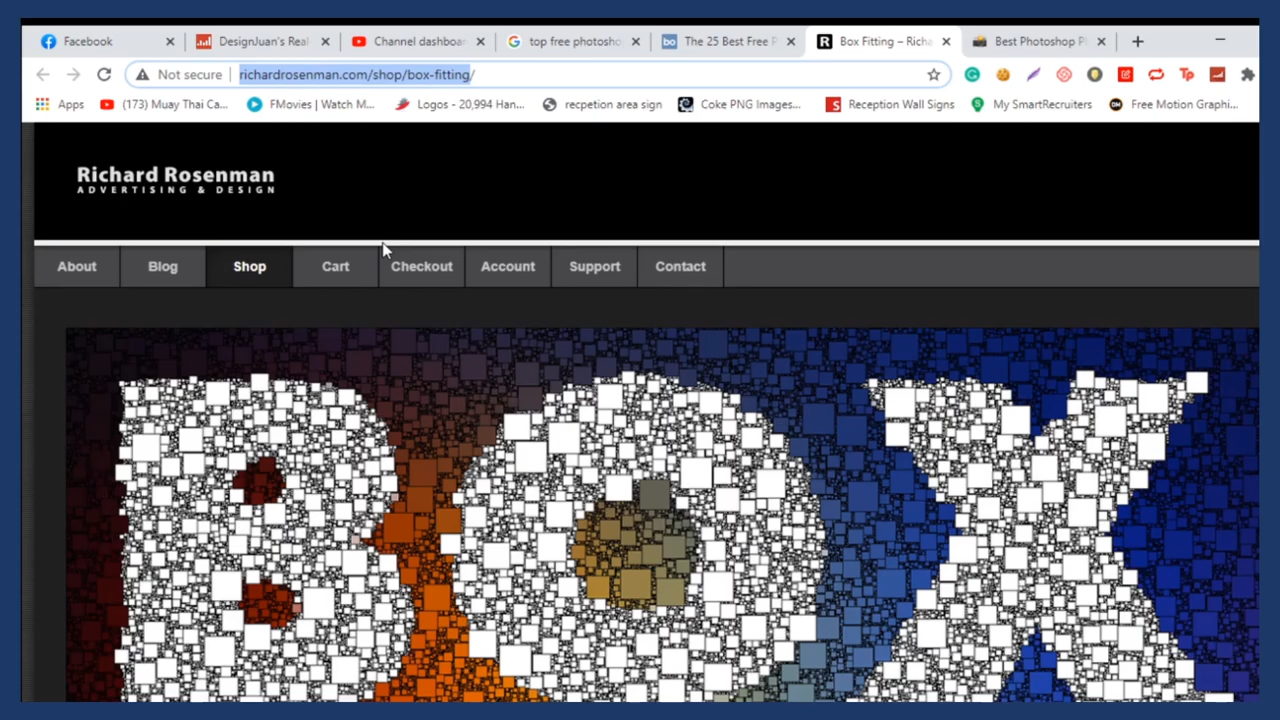 Facebook
DesignJuan's Real
Channel dashboa
top free photosho
The 25 Best Free P
Box Fitting – Richa
Best Photoshop Pl
Not secure
richardrosenman.com/shop/box-fitting/
Apps
(173) Muay Thai Ca...
FMovies | Watch M...
Logos - 20,994 Han...
recpetion area sign
Coke PNG Images...
Reception Wall Signs
My SmartRecruiters
Free Motion Graphi...
Richard Rosenman
ADVERTISING & DESIGN
About
Blog
Shop
Cart
Checkout
Account
Support
Contact
BOX